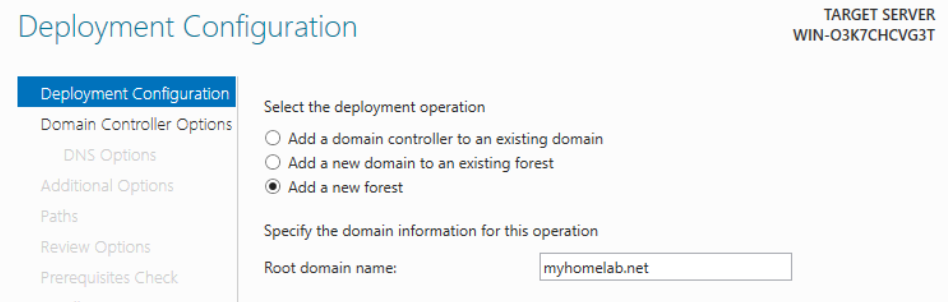 Deployment Configuration
TARGET SERVER
WIN-O3K7CHCVG3T
Deployment Configuration
Domain Controller Options
DNS Options
Additional Options
Paths
Review Options
Prerequisites Check
Select the deployment operation
Add a domain controller to an existing domain
Add a new domain to an existing forest
Add a new forest
Specify the domain information for this operation
Root domain name:
myhomelab.net